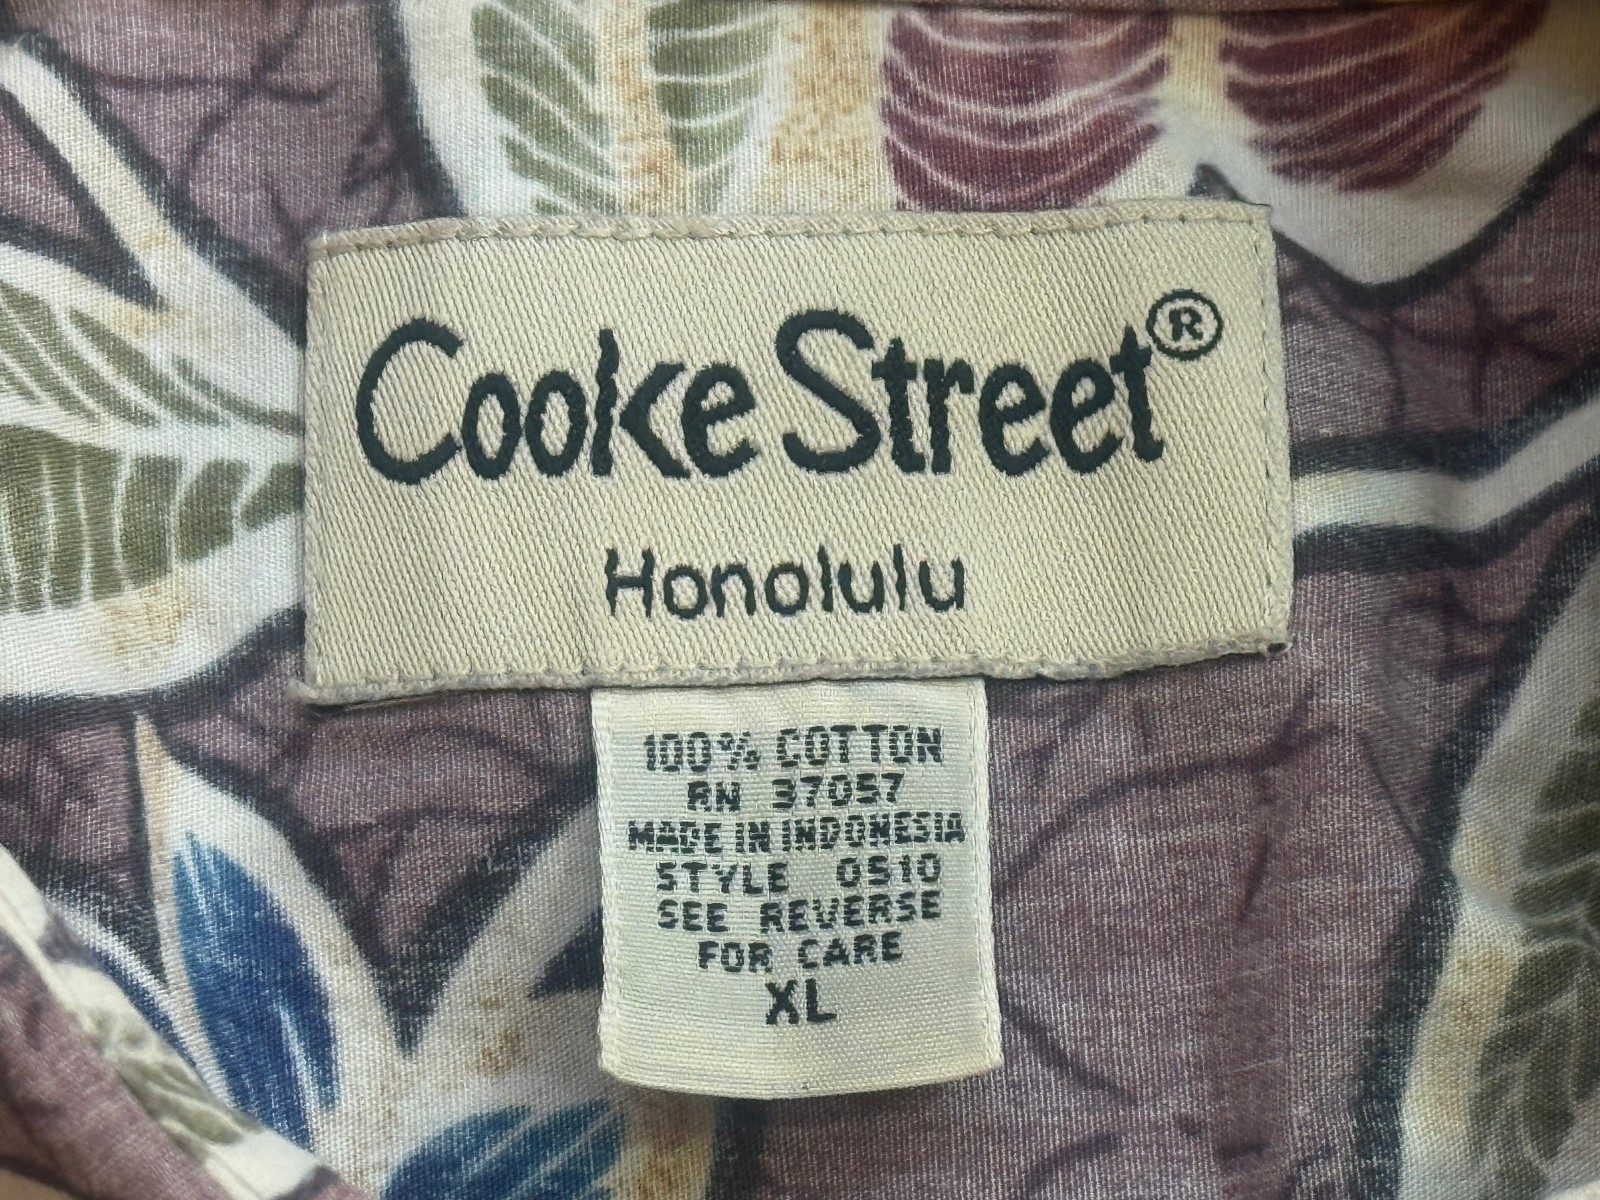 Cooke Street®
Honolulu
100% COTTON
RN 37057
MADE IN INDONESIA
STYLE 0510
SEE REVERSE
FOR CARE
XL